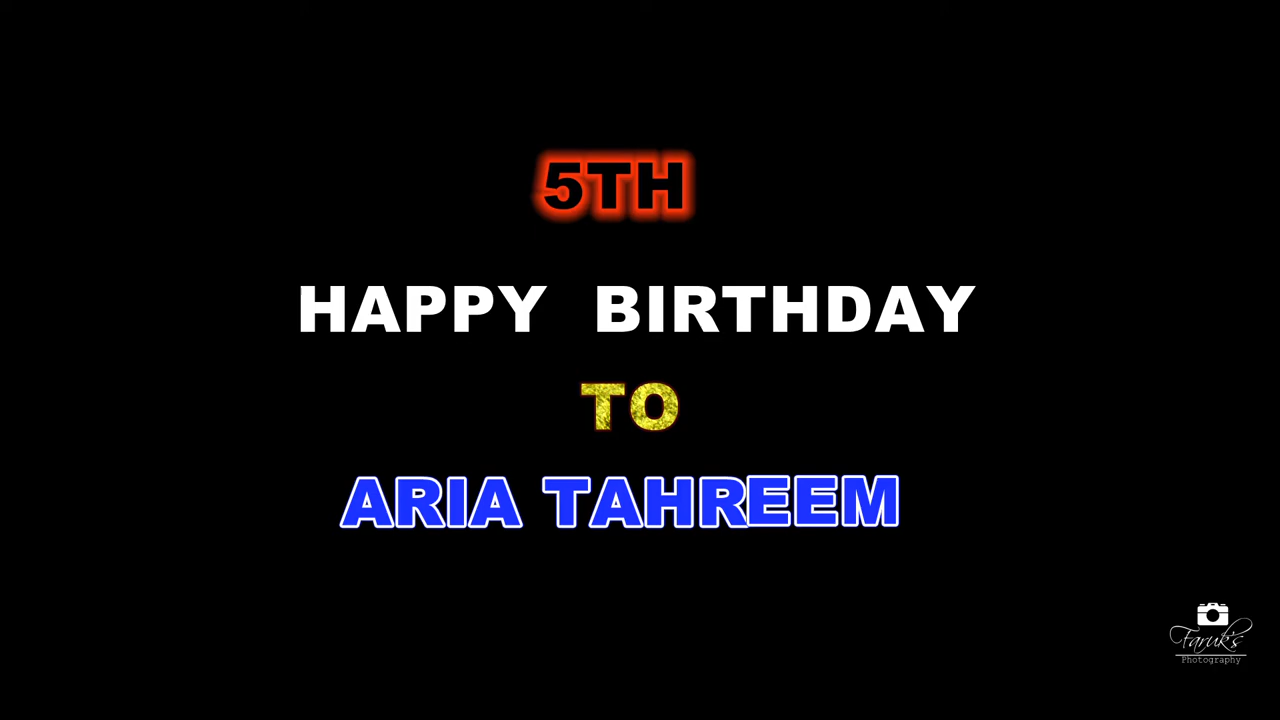 5TH
HAPPY BIRTHDAY
TO
ARIA TAHREEM
Faruk's
Photography